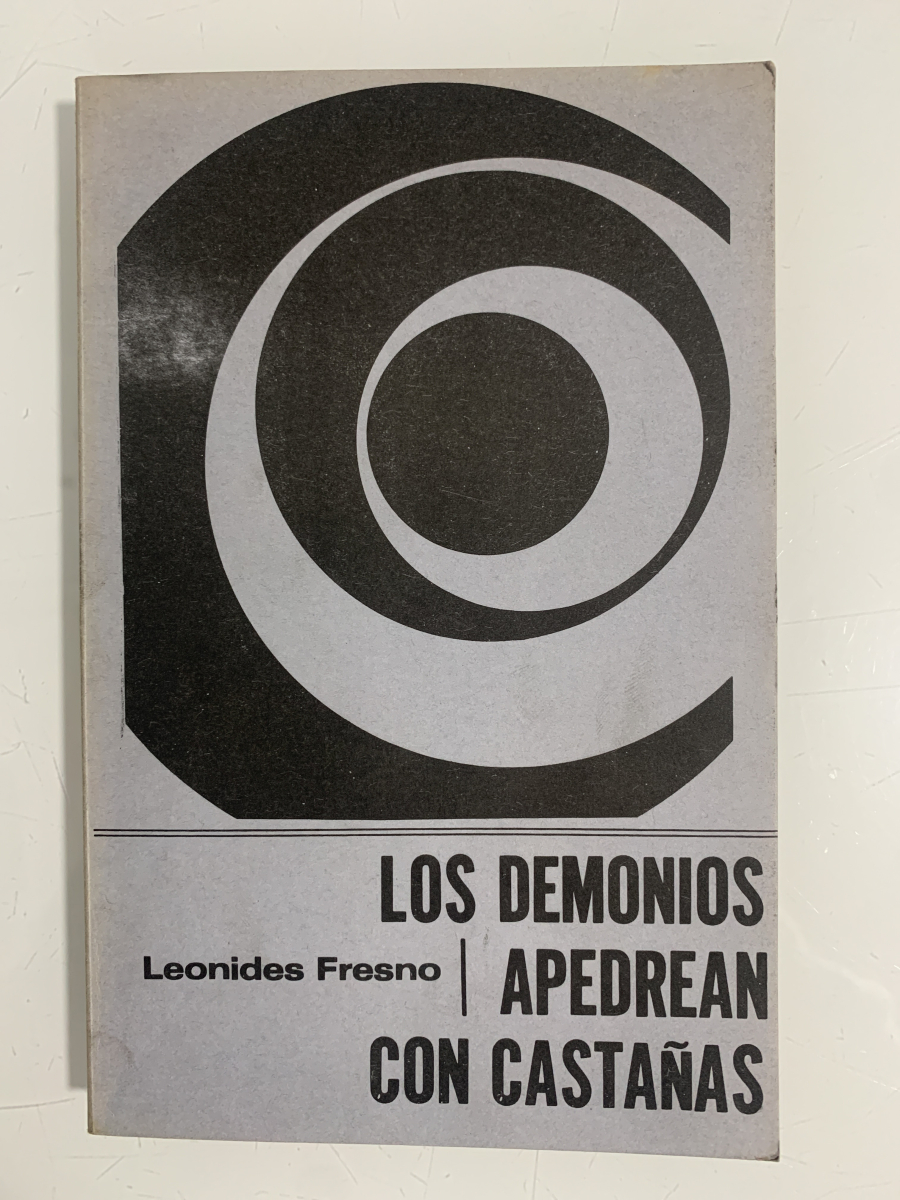 LOS DEMONIOS
Leonides Fresno | APEDREAN
CON CASTAÑAS